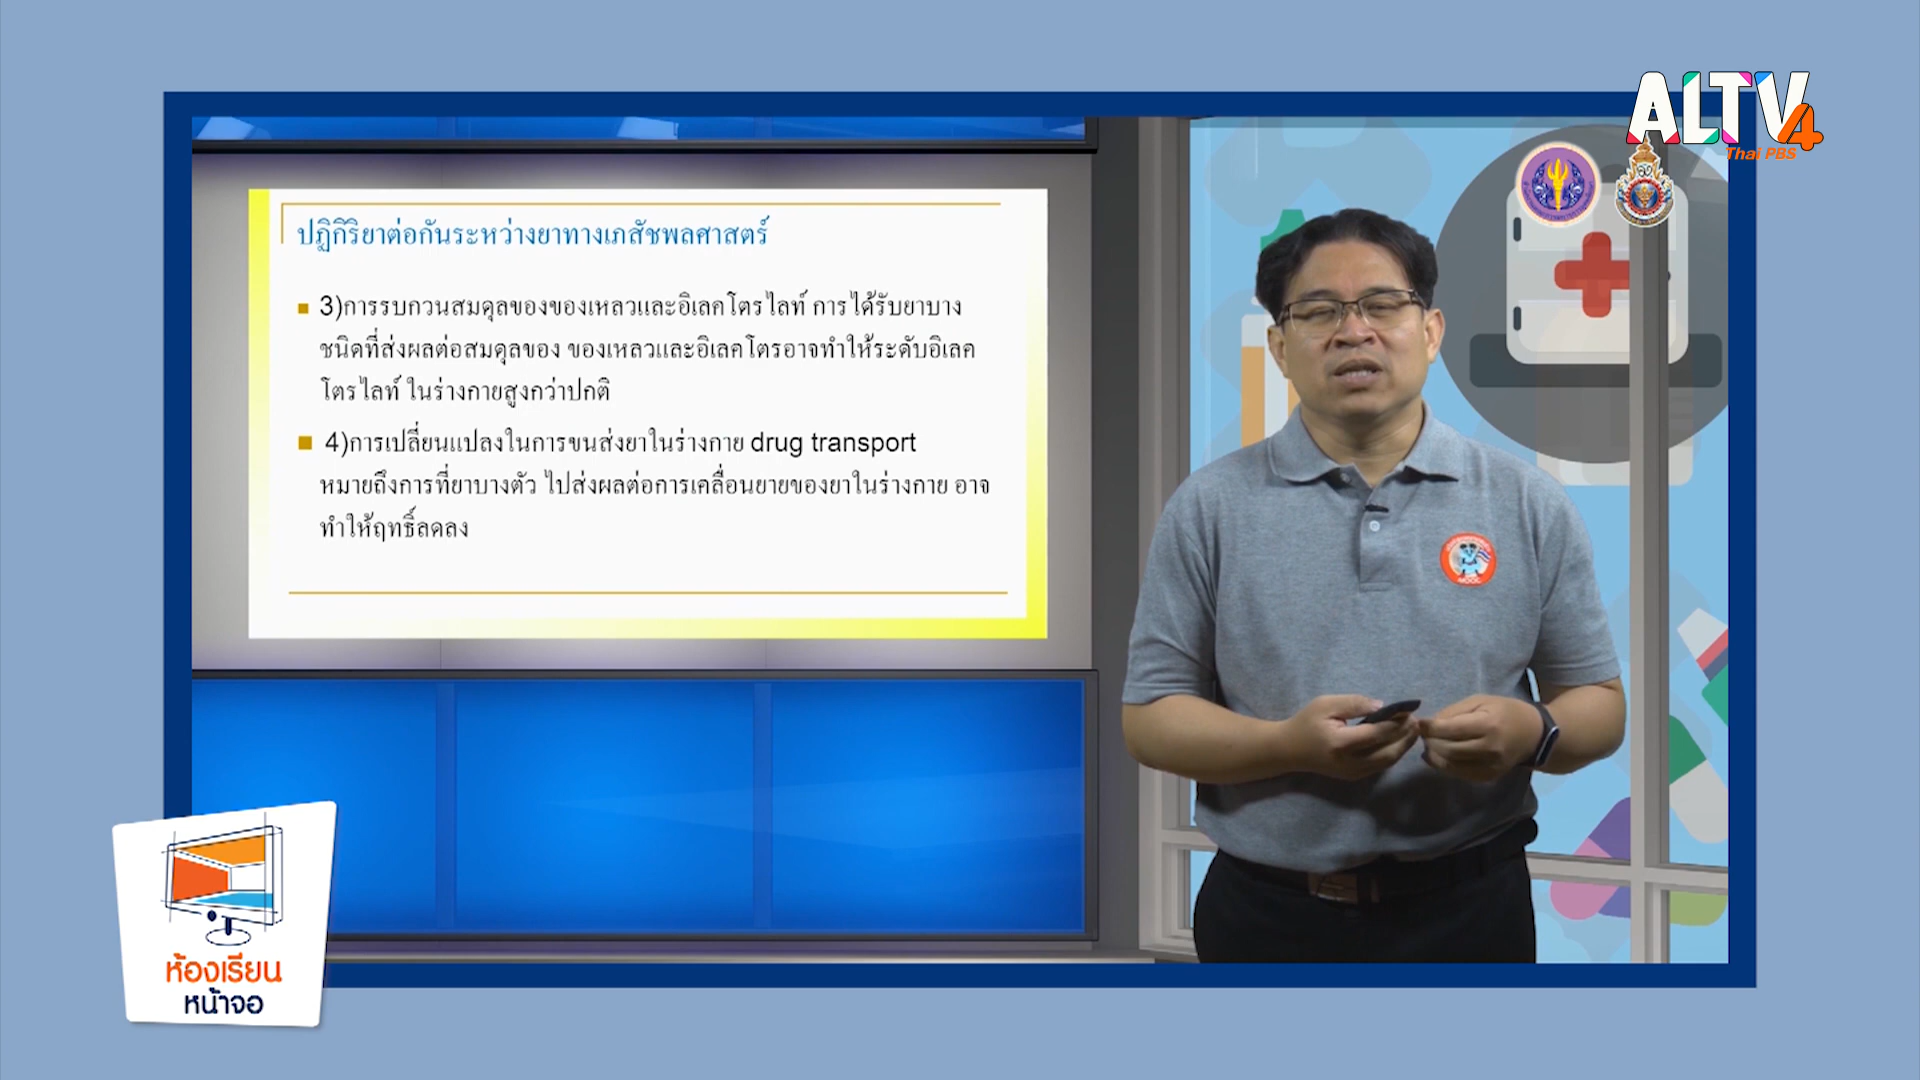 ALTV4
Thai PBS
ปฏิกิริยาต่อกันระหว่างยาทางเภสัชพลศาสตร์
3)การรบกวนสมดุลของของเหลวและอิเลคโตรไลท์ การได้รับยาบาง
ชนิดที่ส่งผลต่อสมดุลของ ของเหลวและอิเลคโตรอาจทำให้ระดับอิเลค
โตรไลท์ ในร่างกายสูงกว่าปกติ
4)การเปลี่ยนแปลงในการขนส่งยาในร่างกาย drug transport
หมายถึงการที่ยาบางตัว ไปส่งผลต่อการเคลื่อนยายของยาในร่างกาย อาจ
ทำให้ฤทธิ์ลดลง
MOOC
ห้องเรียน
หน้าจอ